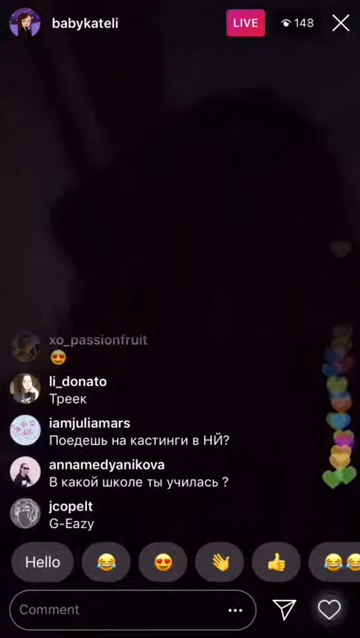 babykateli
LIVE
148
xo_passionfruit
😍
li_donato
Треек
iamjuliamars
Поедешь на кастинги в НЙ?
annamedyanikova
В какой школе ты училась ?
jcopelt
G-Eazy
Hello 😂 😍 👋 👍 😂😂
Comment